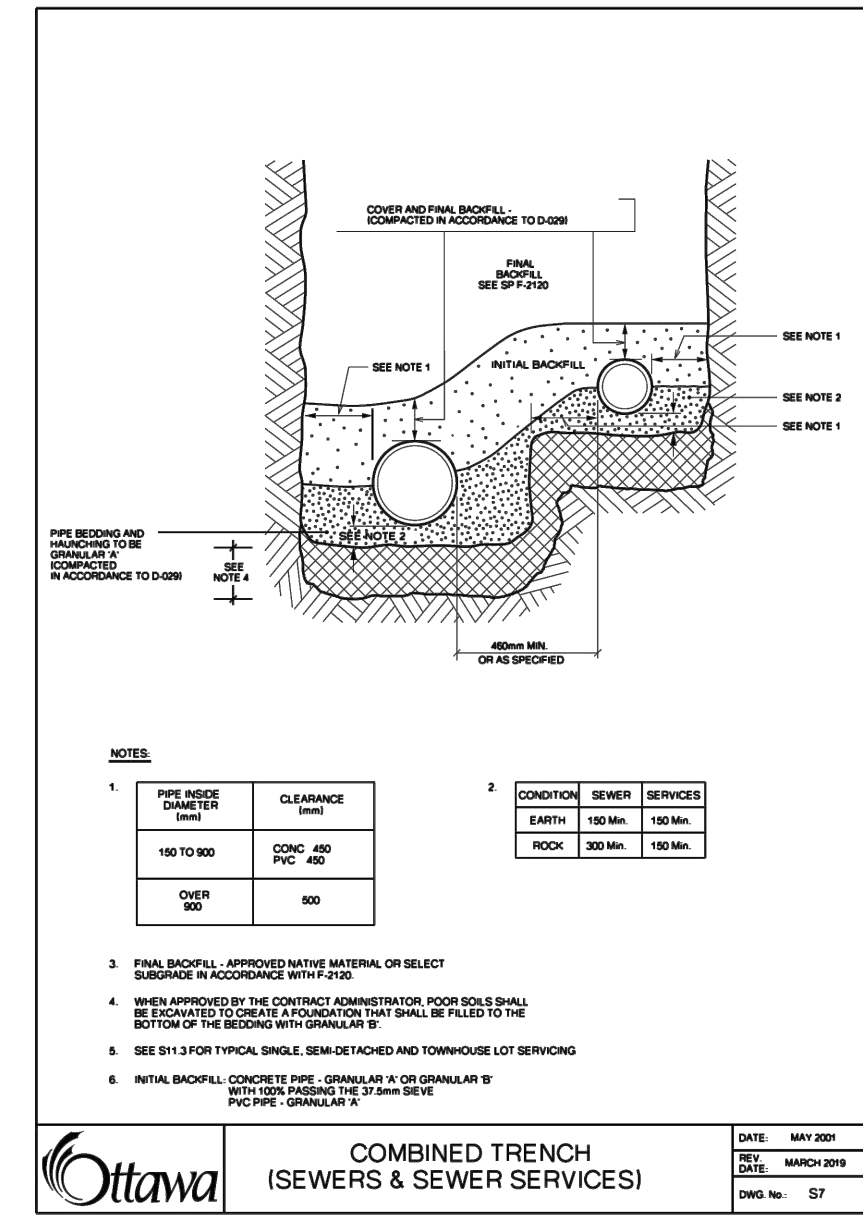 COVER AND FINAL BACKFILL -
(COMPACTED IN ACCORDANCE TO D-029)
FINAL
BACKFILL
SEE SP F-2120
SEE NOTE 1
SEE NOTE 1
INITIAL BACKFILL
SEE NOTE 2
SEE NOTE 1
PIPE BEDDING AND
HAUNCHING TO BE
GRANULAR 'A'
(COMPACTED
IN ACCORDANCE TO D-029)
SEE NOTE 2
SEE
NOTE 4
460mm MIN.
OR AS SPECIFIED
NOTES:
1.
PIPE INSIDE
DIAMETER
(mm)
CLEARANCE
(mm)
150 TO 900
CONC 450
PVC 450
OVER
900
500
2.
CONDITION SEWER SERVICES
EARTH 150 Min. 150 Min.
ROCK 300 Min. 150 Min.
3. FINAL BACKFILL - APPROVED NATIVE MATERIAL OR SELECT
SUBGRADE IN ACCORDANCE WITH F-2120.
4. WHEN APPROVED BY THE CONTRACT ADMINISTRATOR, POOR SOILS SHALL
BE EXCAVATED TO CREATE A FOUNDATION THAT SHALL BE FILLED TO THE
BOTTOM OF THE BEDDING WITH GRANULAR 'B'.
5. SEE S11.3 FOR TYPICAL SINGLE, SEMI-DETACHED AND TOWNHOUSE LOT SERVICING
6. INITIAL BACKFILL: CONCRETE PIPE - GRANULAR 'A' OR GRANULAR 'B'
WITH 100% PASSING THE 37.5mm SIEVE
PVC PIPE - GRANULAR 'A'
Ottawa
COMBINED TRENCH
(SEWERS & SEWER SERVICES)
DATE: MAY 2001
REV.
DATE: MARCH 2019
DWG. No.: S7